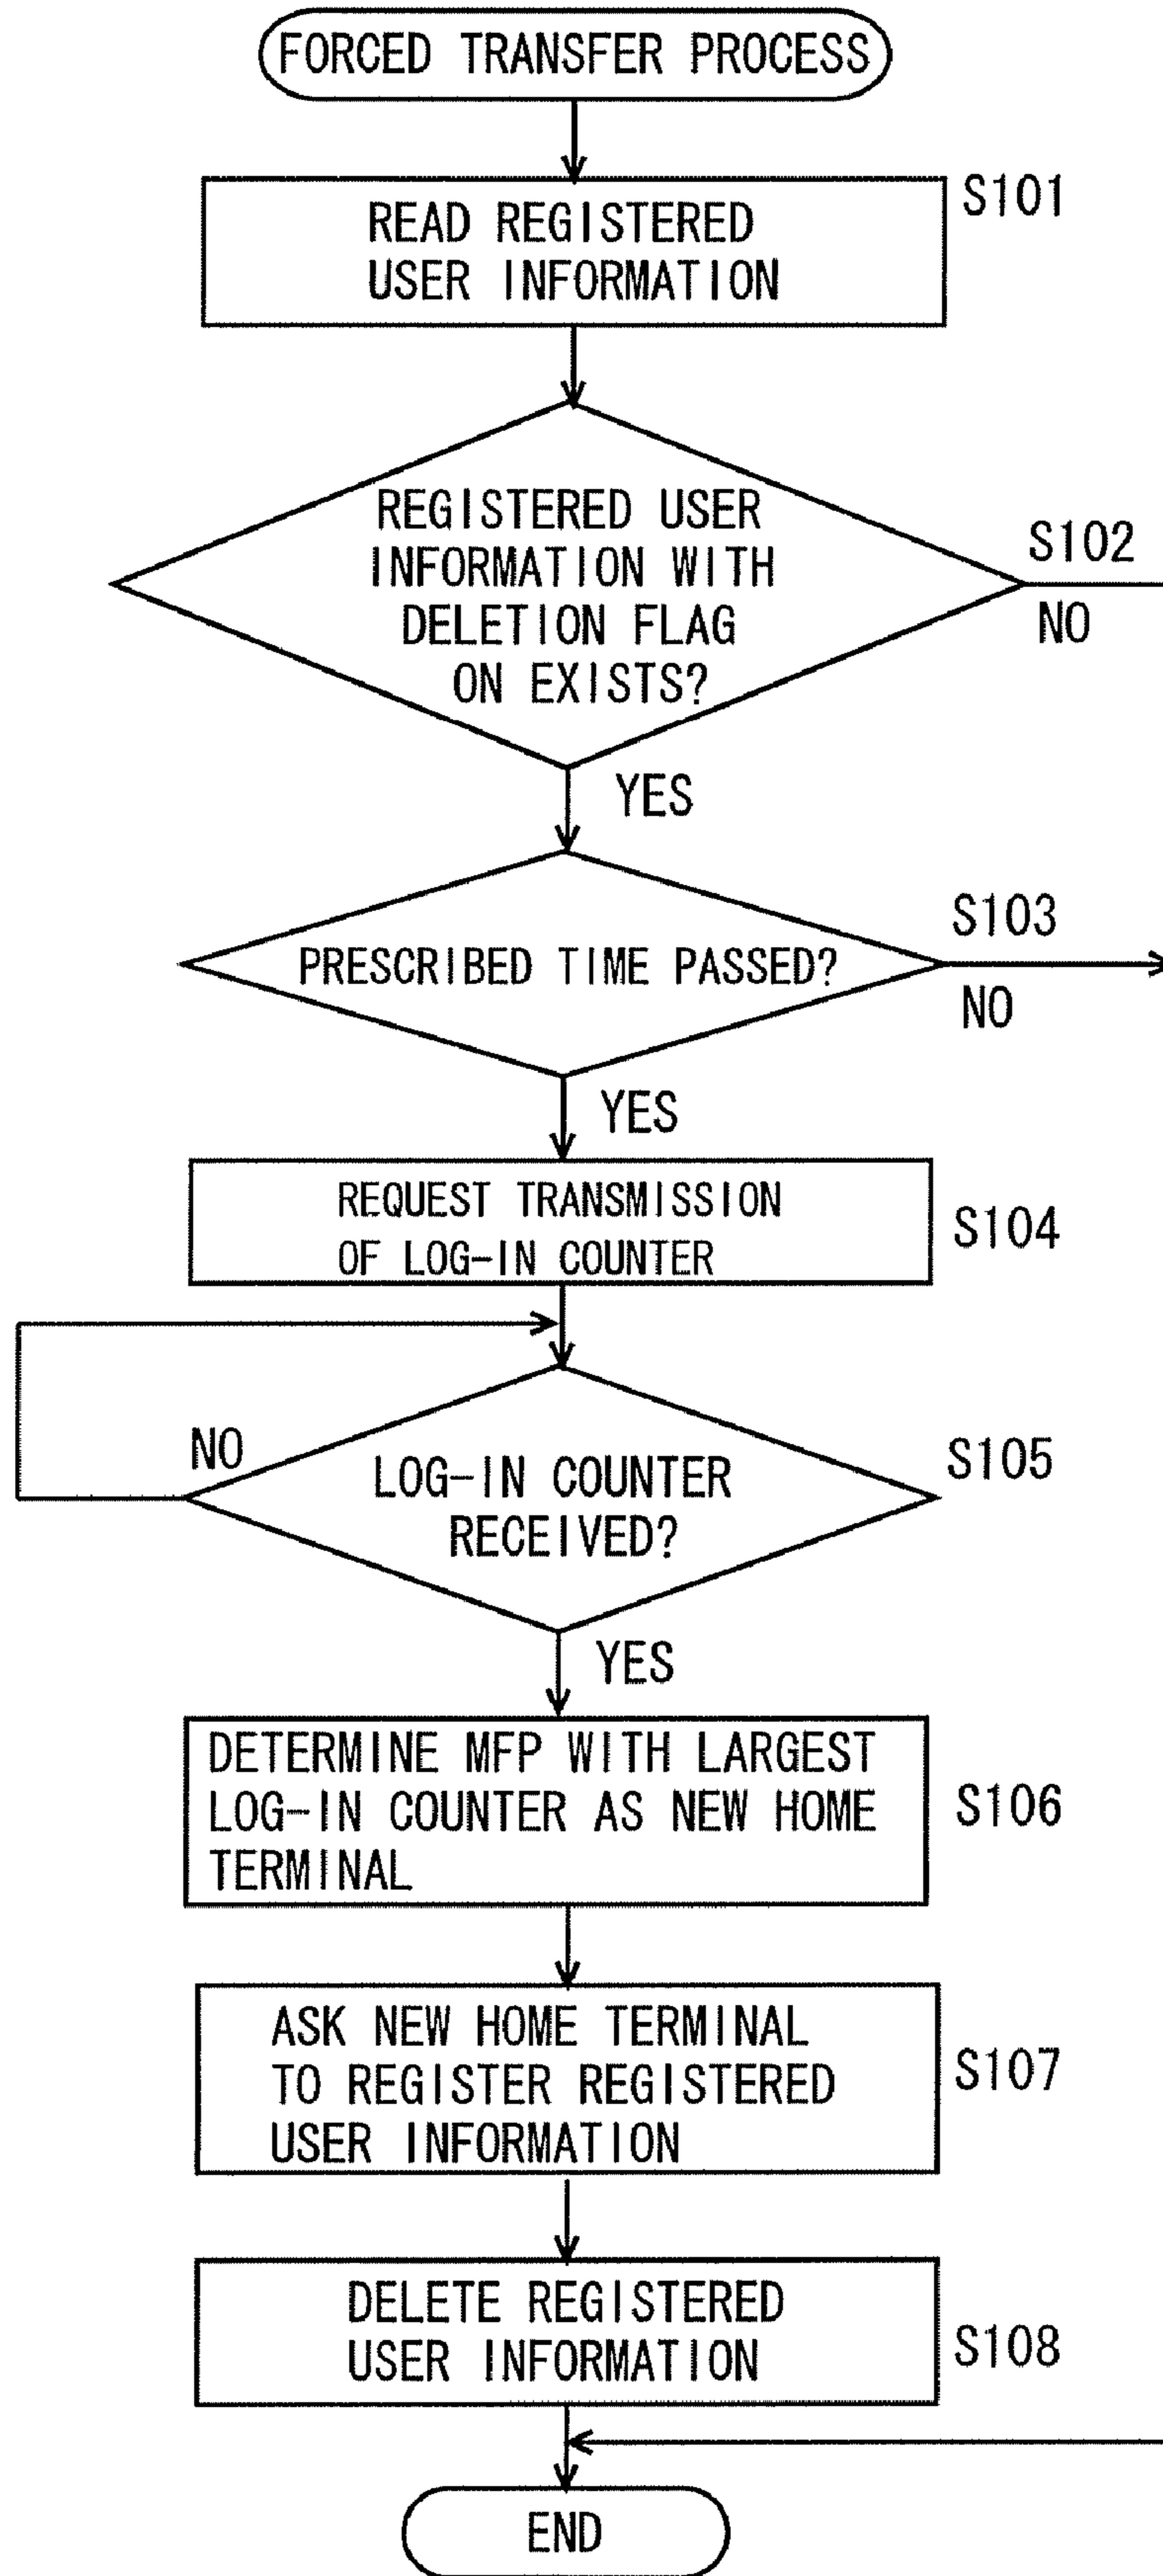 FORCED TRANSFER PROCESS
S101
READ REGISTERED
USER INFORMATION
REGISTERED USER
INFORMATION WITH
DELETION FLAG
ON EXISTS?
S102
NO
YES
PRESCRIBED TIME PASSED?
S103
NO
YES
REQUEST TRANSMISSION
OF LOG-IN COUNTER
S104
NO
LOG-IN COUNTER
RECEIVED?
S105
YES
DETERMINE MFP WITH LARGEST
LOG-IN COUNTER AS NEW HOME
TERMINAL
S106
ASK NEW HOME TERMINAL
TO REGISTER REGISTERED
USER INFORMATION
S107
DELETE REGISTERED
USER INFORMATION
S108
END